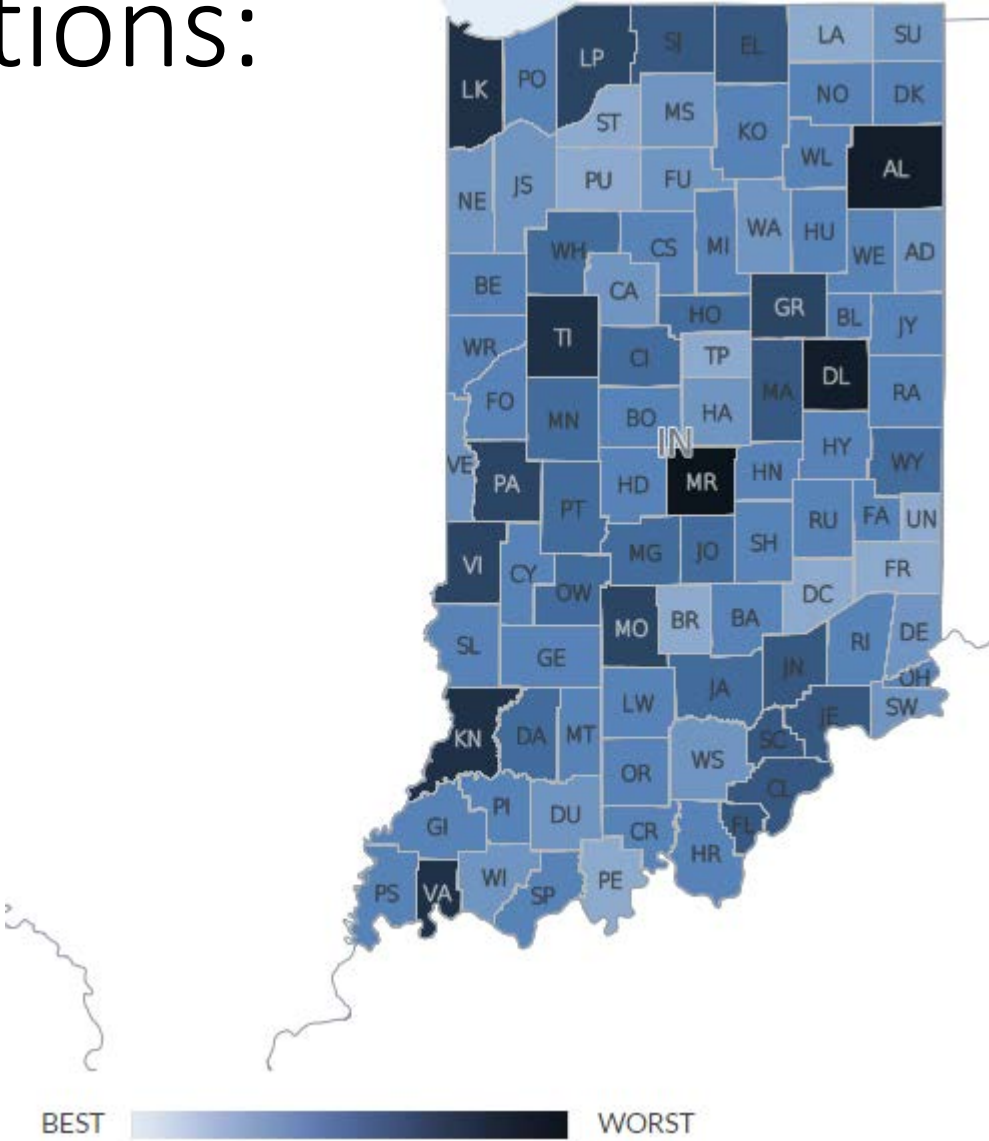 tions:
LK PO LP SJ EL LA SU
ST MS KO NO DK
NE JS PU FU WL AL
WH CS MI WA HU WE AD
BE CA HO GR BL JY
WR TI CI TP MA DL RA
FO MN BO HA HY WY
IN
VE PA PT HD MR HN RU FA UN
VI CY OW MG JO SH DC FR
SL GE MO BR BA RI DE
OH
KN DA MT LW JA JN JE SW
SC
OR WS CL
GI PI DU CR HR FL
PS VA WI SP PE
BEST WORST